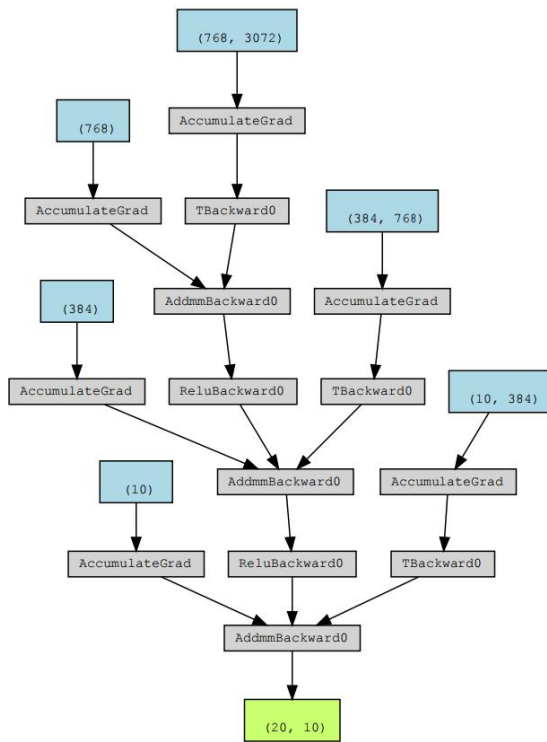 (768, 3072)
(768)
AccumulateGrad
AccumulateGrad
TBackward0
(384, 768)
(384)
AddmmBackward0
AccumulateGrad
AccumulateGrad
ReluBackward0
TBackward0
(10, 384)
(10)
AddmmBackward0
AccumulateGrad
AccumulateGrad
ReluBackward0
TBackward0
AddmmBackward0
(20, 10)